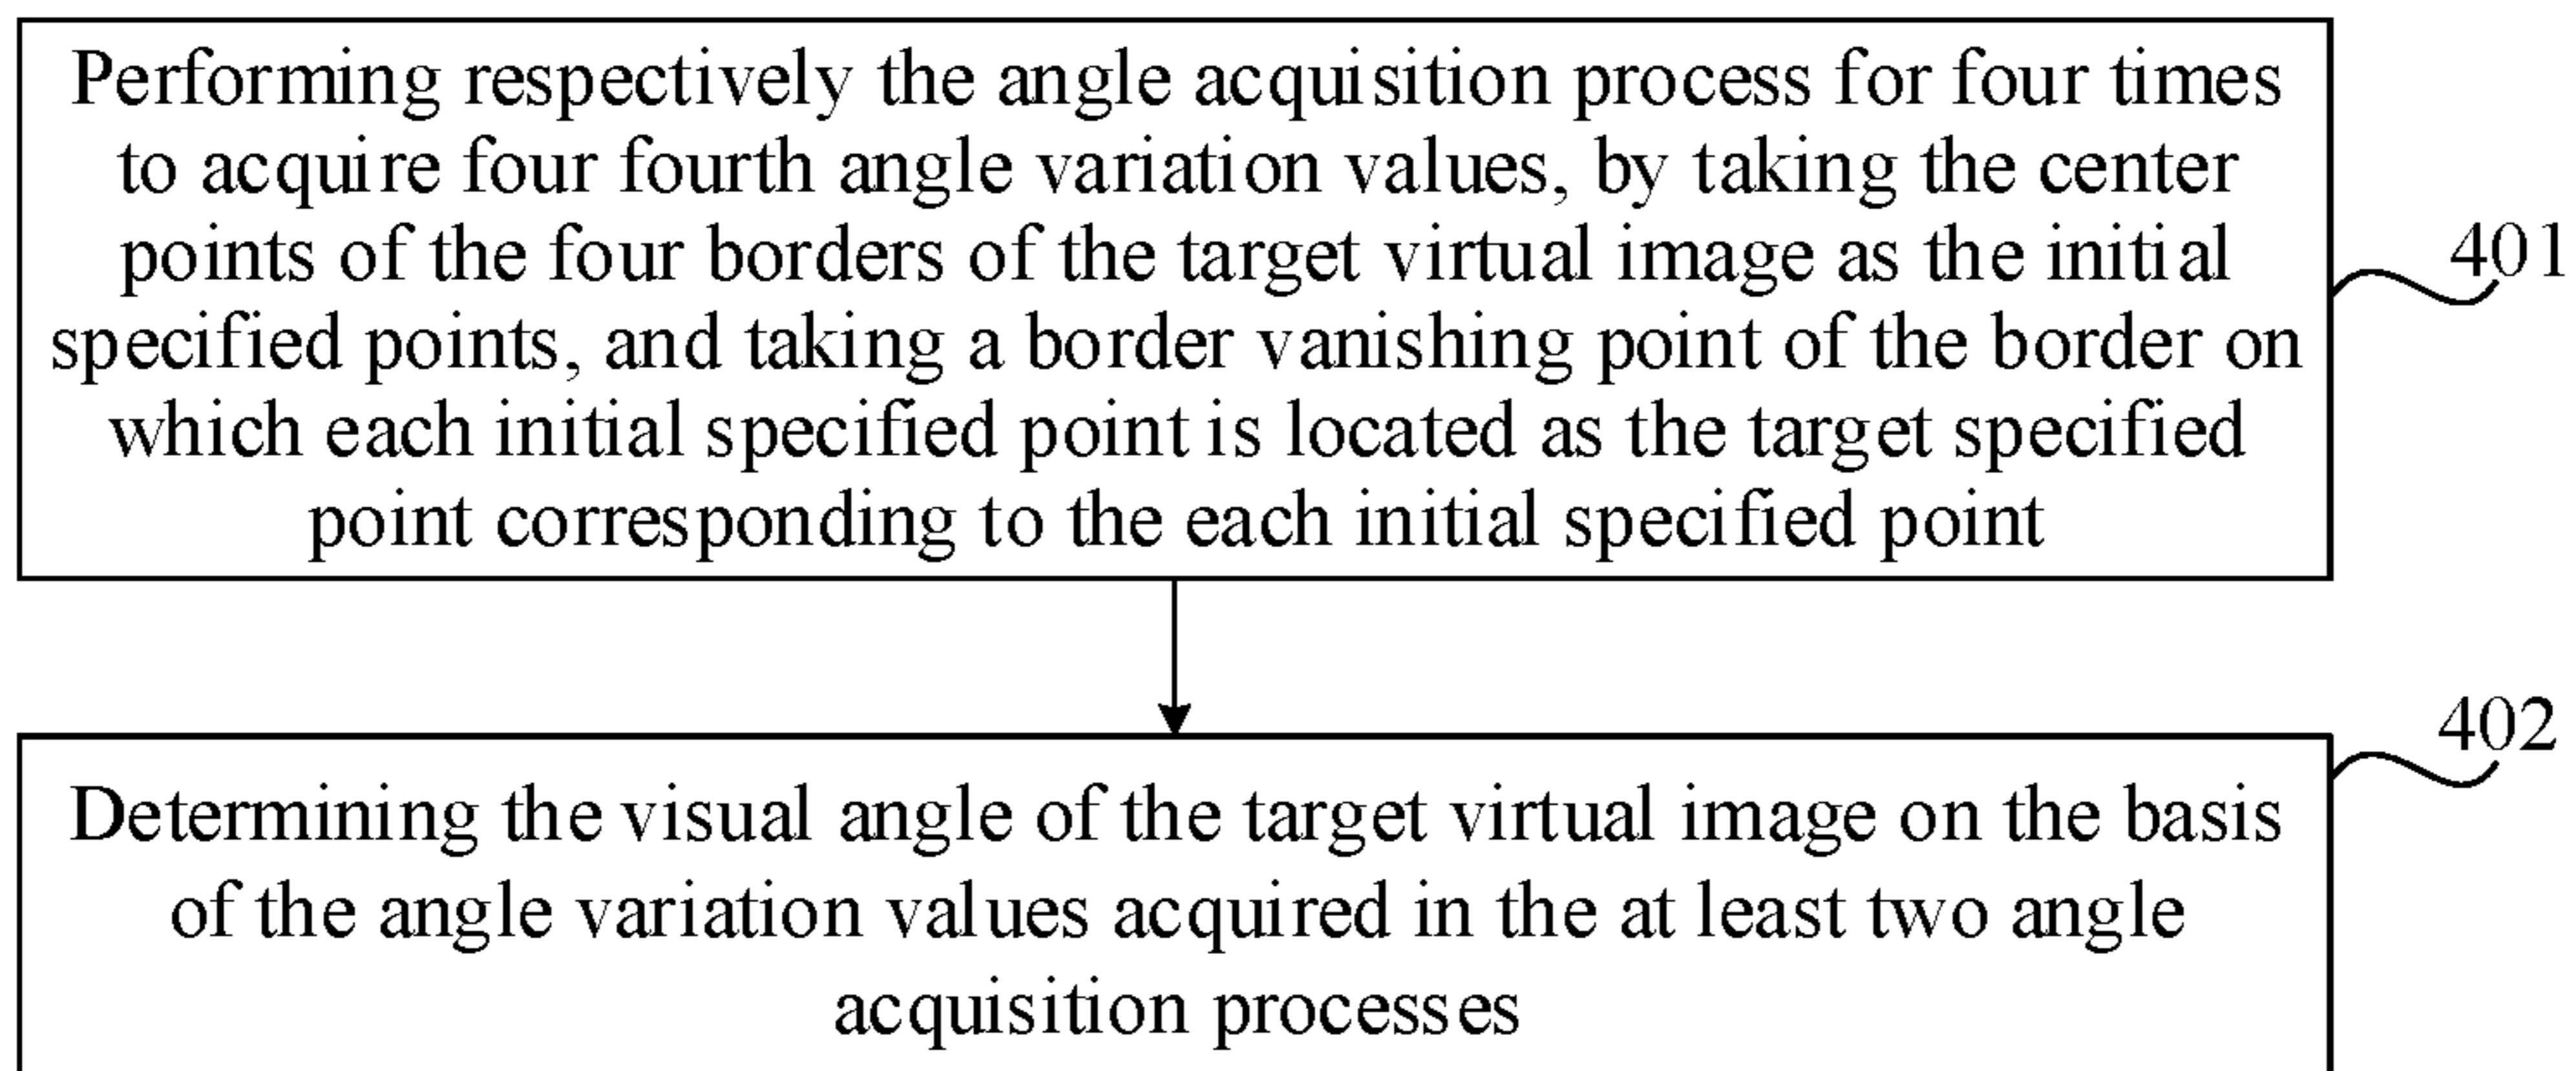 Performing respectively the angle acquisition process for four times
to acquire four fourth angle variation values, by taking the center
points of the four borders of the target virtual image as the initial
specified points, and taking a border vanishing point of the border on
which each initial specified point is located as the target specified
point corresponding to the each initial specified point
401
402
Determining the visual angle of the target virtual image on the basis
of the angle variation values acquired in the at least two angle
acquisition processes